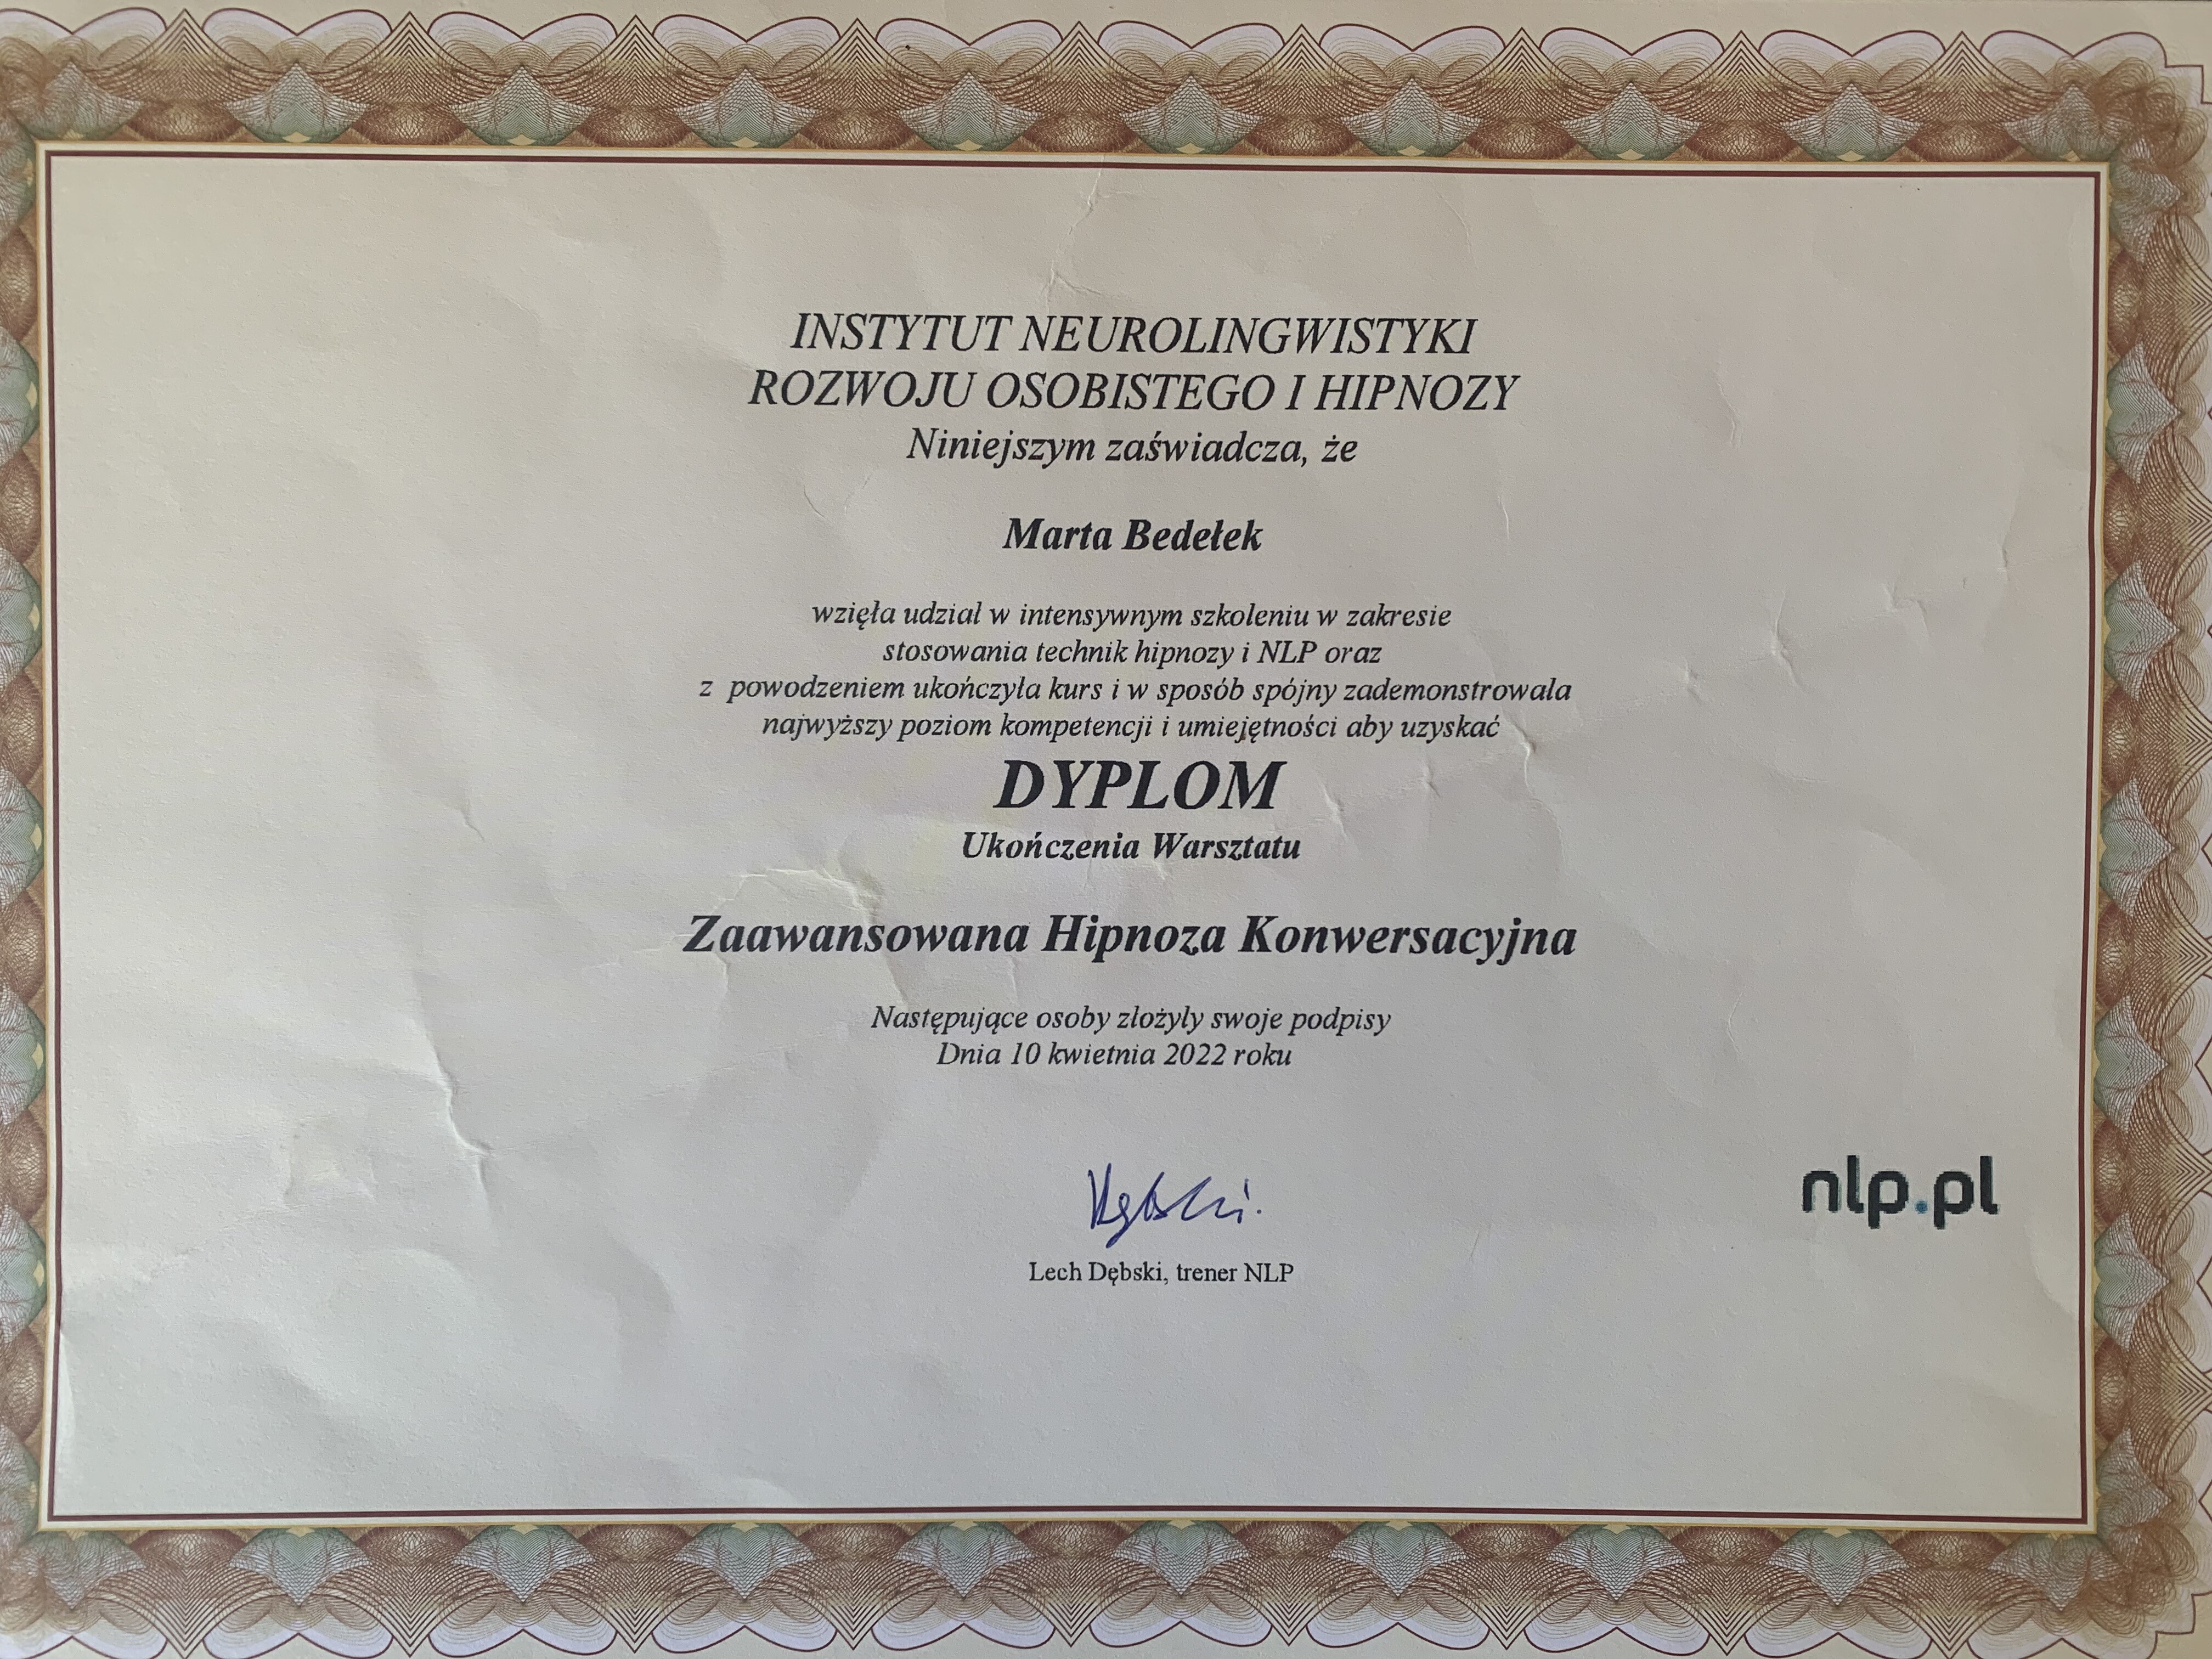 INSTYTUT NEUROLINGWISTYKI
ROZWOJU OSOBISTEGO I HIPNOZY
Niniejszym zaświadcza, że
Marta Bedełek
wzięła udział w intensywnym szkoleniu w zakresie
stosowania technik hipnozy i NLP oraz
z powodzeniem ukończyła kurs i w sposób spójny zademonstrowała
najwyższy poziom kompetencji i umiejętności aby uzyskać
DYPLOM
Ukończenia Warsztatu
Zaawansowana Hipnoza Konwersacyjna
Następujące osoby złożyły swoje podpisy
Dnia 10 kwietnia 2022 roku
nlp.pl
Lech Dębski, trener NLP